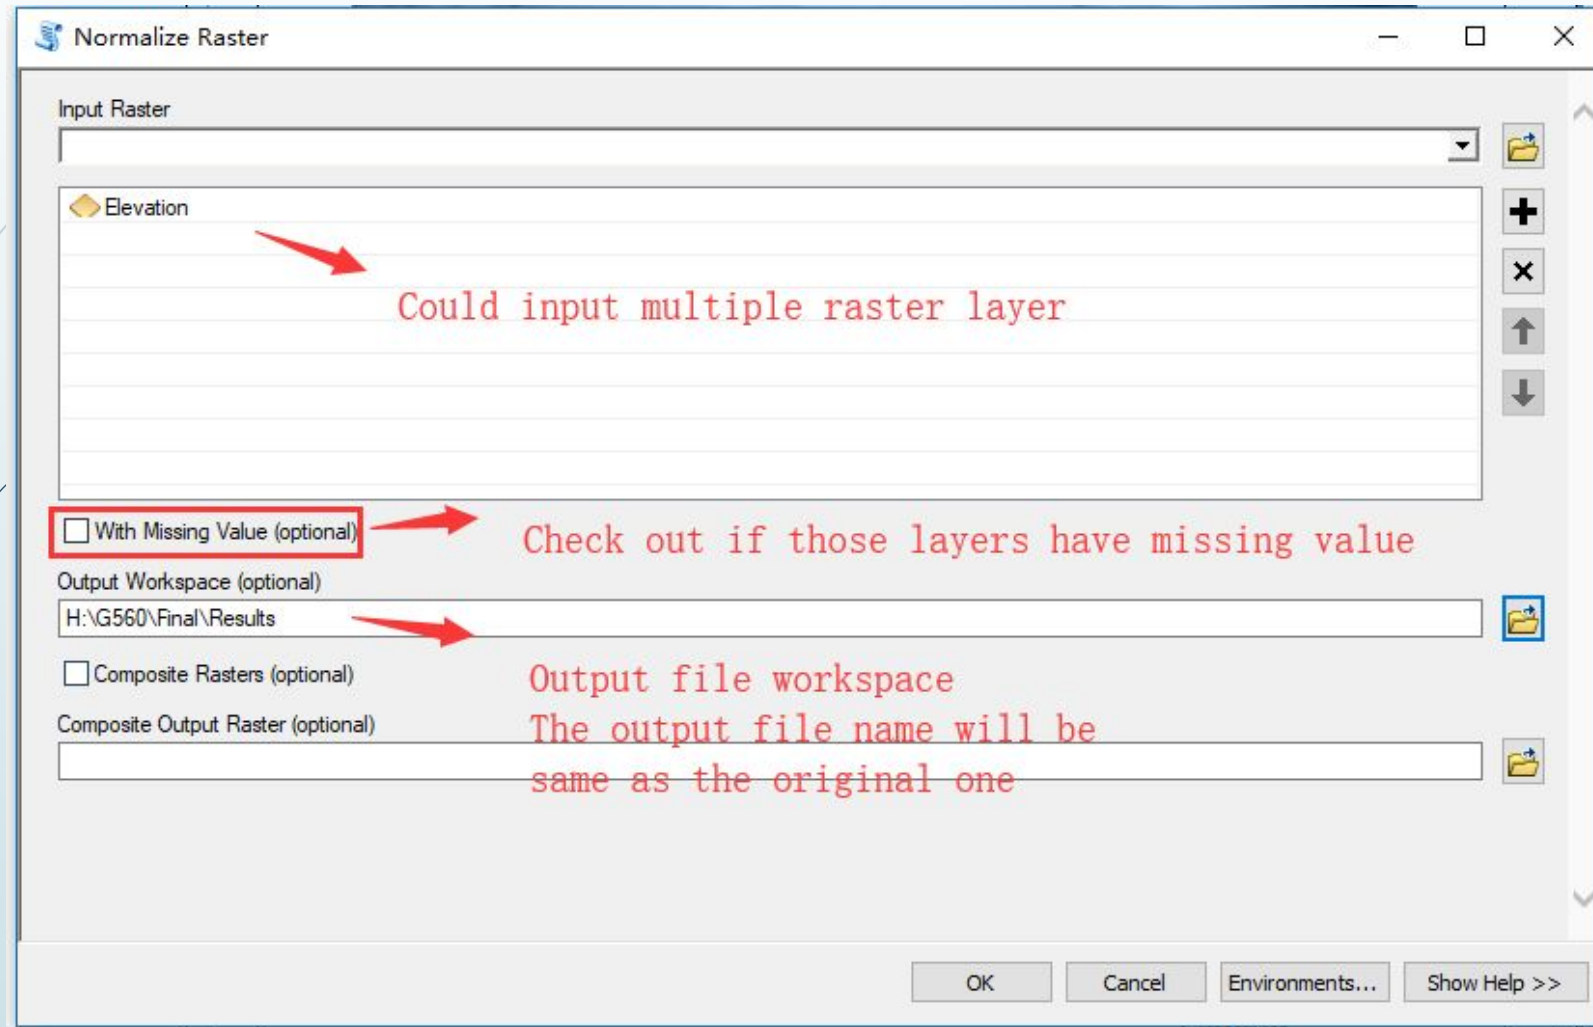 Normalize Raster
Input Raster
Elevation
Could input multiple raster layer
With Missing Value (optional)
Check out if those layers have missing value
Output Workspace (optional)
H:\G560\Final\Results
Composite Rasters (optional)
Output file workspace
Composite Output Raster (optional)
The output file name will be
same as the original one
OK
Cancel
Environments...
Show Help >>